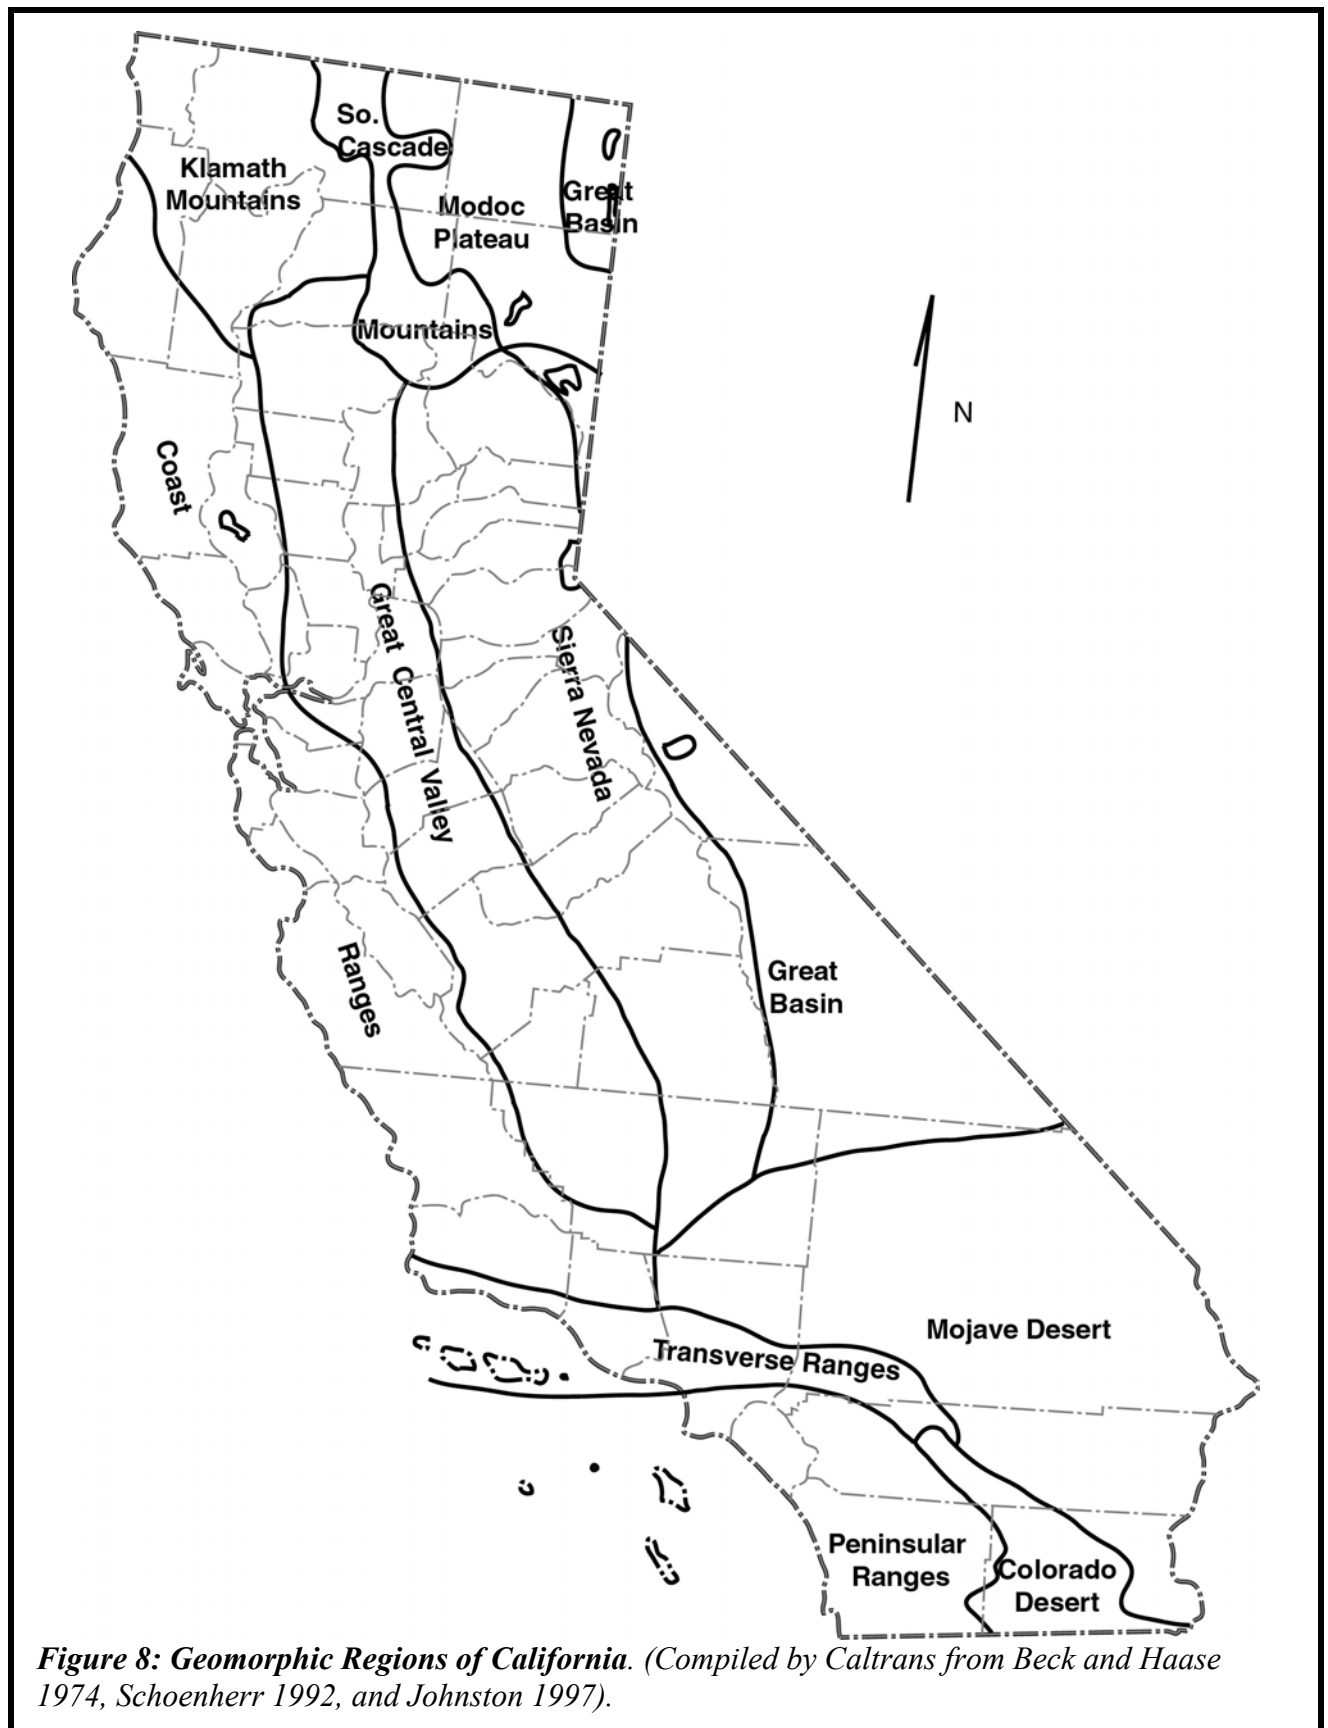 So.
Cascade
Klamath
Mountains
Modoc
Plateau
Great
Basin
Mountains
N
Coast
Great Central Valley
Sierra Nevada
Ranges
Great
Basin
Mojave Desert
Transverse Ranges
Peninsular
Ranges
Colorado
Desert
Figure 8: Geomorphic Regions of California. (Compiled by Caltrans from Beck and Haase
1974, Schoenherr 1992, and Johnston 1997).